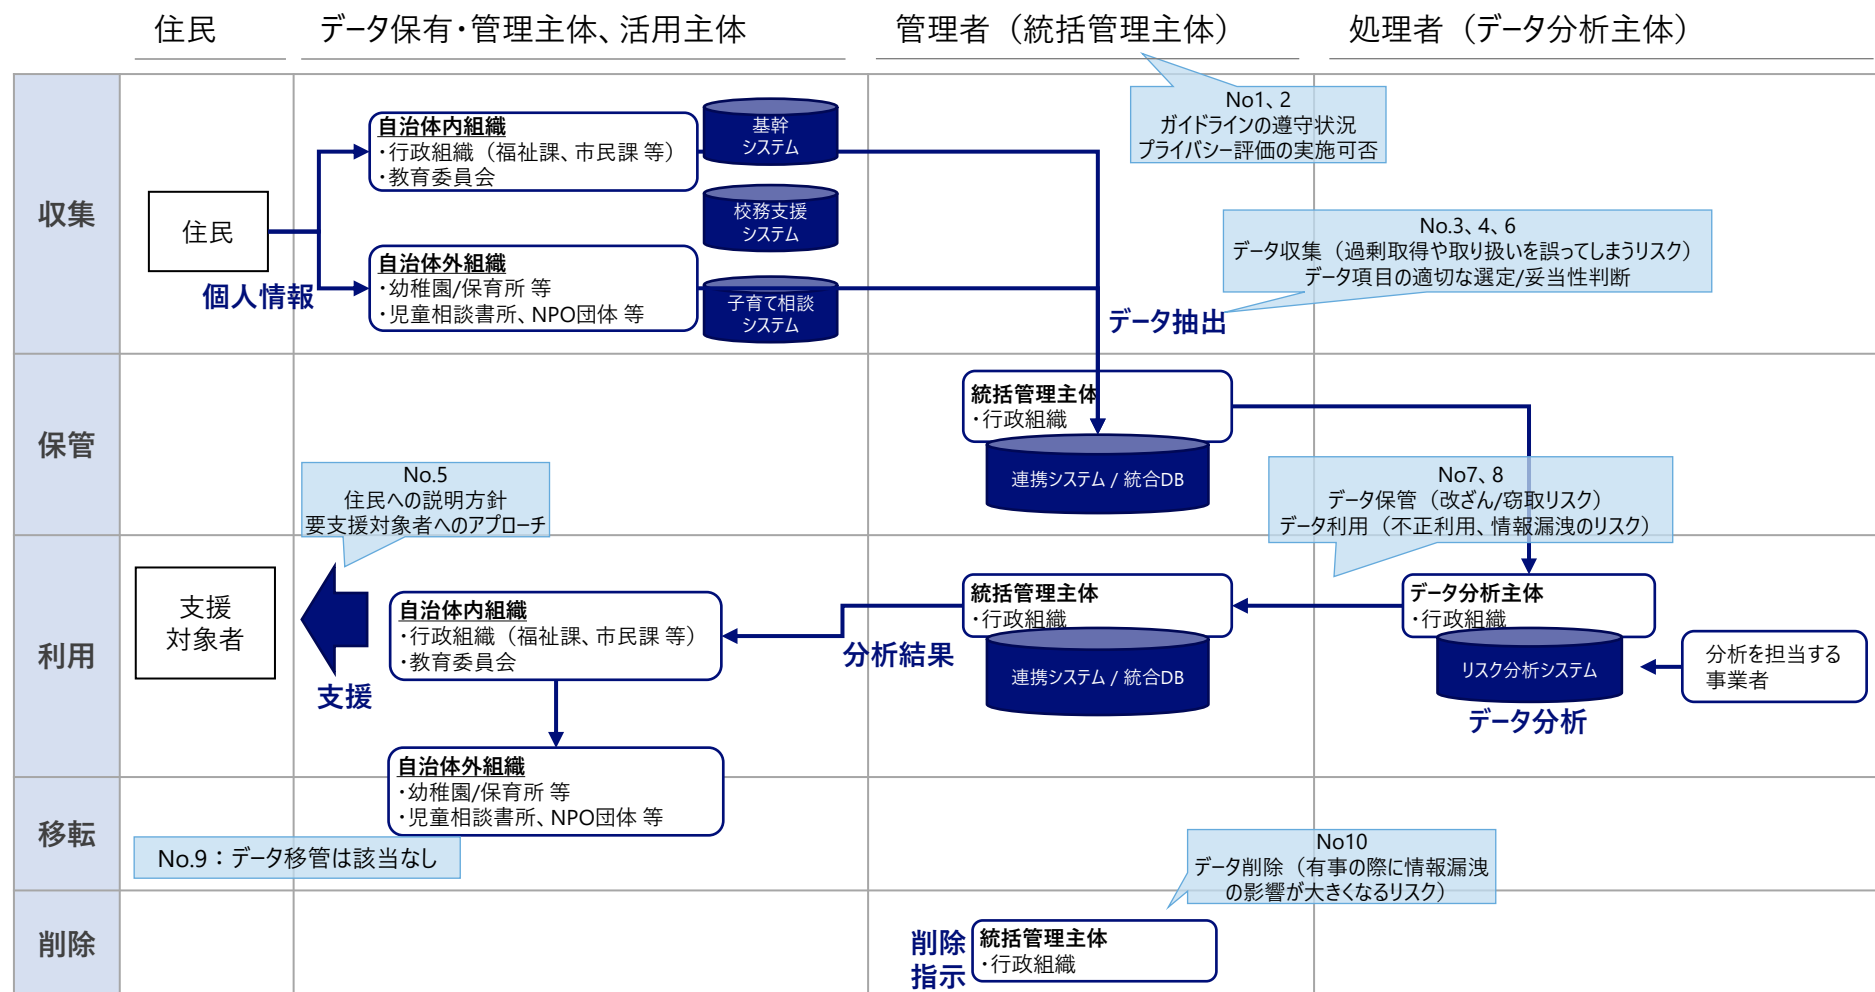 住民
データ保有・管理主体、活用主体
管理者（統括管理主体）
処理者（データ分析主体）
No1、2
ガイドラインの遵守状況
プライバシー評価の実施可否
収集
住民
個人情報
自治体内組織
・行政組織（福祉課、市民課 等）
・教育委員会
基幹
システム
校務支援
システム
自治体外組織
・幼稚園/保育所 等
・児童相談書所、NPO団体 等
子育て相談
システム
No.3、4、6
データ収集（過剰取得や取り扱いを誤ってしまうリスク）
データ項目の適切な選定/妥当性判断
データ抽出
保管
統括管理主体
・行政組織
連携システム / 統合DB
No.5
住民への説明方針
要支援対象者へのアプローチ
No7、8
データ保管（改ざん/窃取リスク）
データ利用（不正利用、情報漏洩のリスク）
利用
支援
対象者
支援
自治体内組織
・行政組織（福祉課、市民課 等）
・教育委員会
分析結果
統括管理主体
・行政組織
連携システム / 統合DB
データ分析主体
・行政組織
リスク分析システム
データ分析
分析を担当する
事業者
自治体外組織
・幼稚園/保育所 等
・児童相談書所、NPO団体 等
移転
No.9：データ移管は該当なし
No10
データ削除（有事の際に情報漏洩
の影響が大きくなるリスク）
削除
削除
指示
統括管理主体
・行政組織